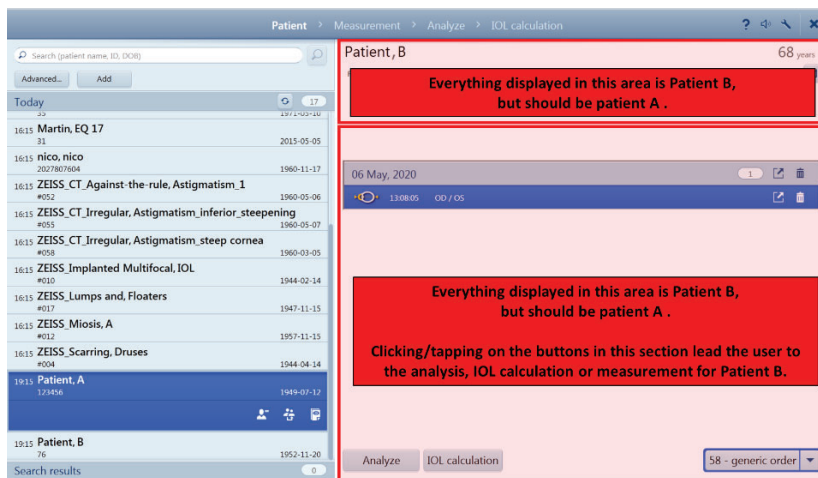 Patient > Measurement > Analyze > IOL calculation ?
Search (patient name, ID, DOB)
Advanced... Add
Today 17
35 1971-05-10
16:15 Martin, EQ 17
31 2015-05-05
16:15 nico, nico
2027807604 1960-11-17
16:15 ZEISS_CT_Against-the-rule, Astigmatism_1
#052 1960-05-06
16:15 ZEISS_CT_Irregular, Astigmatism_inferior_steepening
#055 1960-05-07
16:15 ZEISS_CT_Irregular, Astigmatism_steep cornea
#058 1960-03-05
16:15 ZEISS_Implanted Multifocal, IOL
#010 1944-02-14
16:15 ZEISS_Lumps and, Floaters
#017 1947-11-15
16:15 ZEISS_Miosis, A
#012 1957-11-15
16:15 ZEISS_Scarring, Druses
#004 1944-04-14
19:15 Patient, A
123456 1949-07-12
19:15 Patient, B
76 1952-11-20
Search results 0
Patient, B 68 years
Everything displayed in this area is Patient B,
but should be patient A .
06 May, 2020 1
13:08:05 OD / OS
Everything displayed in this area is Patient B,
but should be patient A .
Clicking/tapping on the buttons in this section lead the user to
the analysis, IOL calculation or measurement for Patient B.
Analyze IOL calculation 58 - generic order